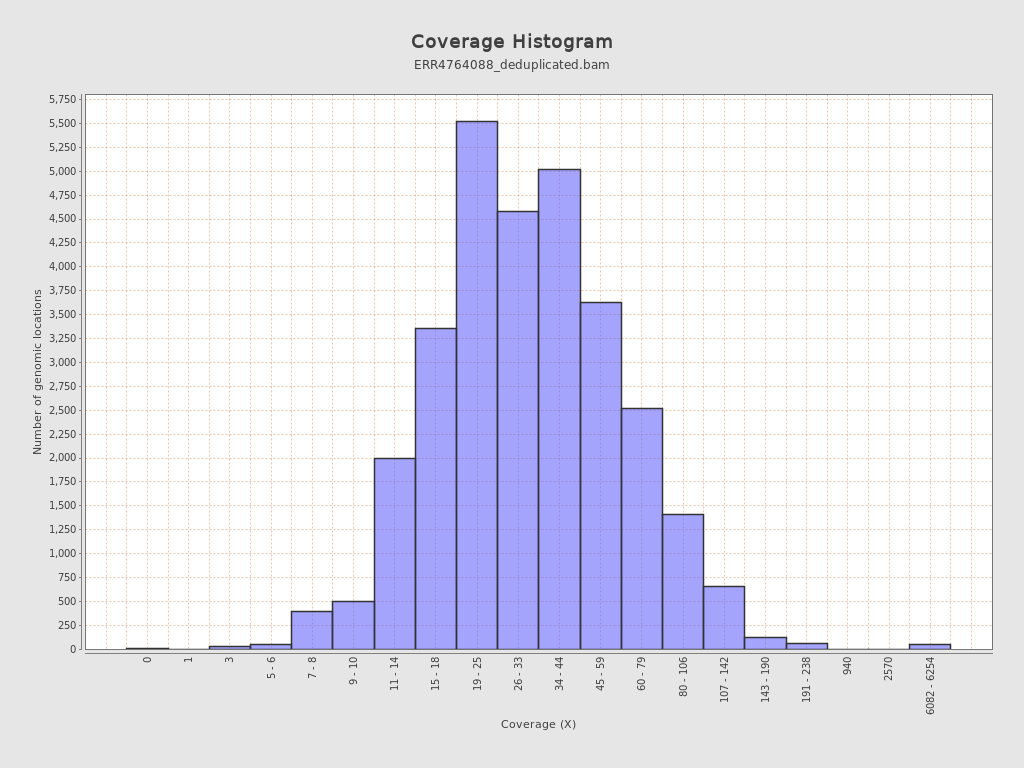 Coverage Histogram
ERR4764088_deduplicated.bam
Number of genomic locations
5,750
5,500
5,250
5,000
4,750
4,500
4,250
4,000
3,750
3,500
3,250
3,000
2,750
2,500
2,250
2,000
1,750
1,500
1,250
1,000
750
500
250
0
0
1
3
5 - 6
7 - 8
9 - 10
11 - 14
15 - 18
19 - 25
26 - 33
34 - 44
45 - 59
60 - 79
80 - 106
107 - 142
143 - 190
191 - 238
940
2570
6082 - 6254
Coverage (X)